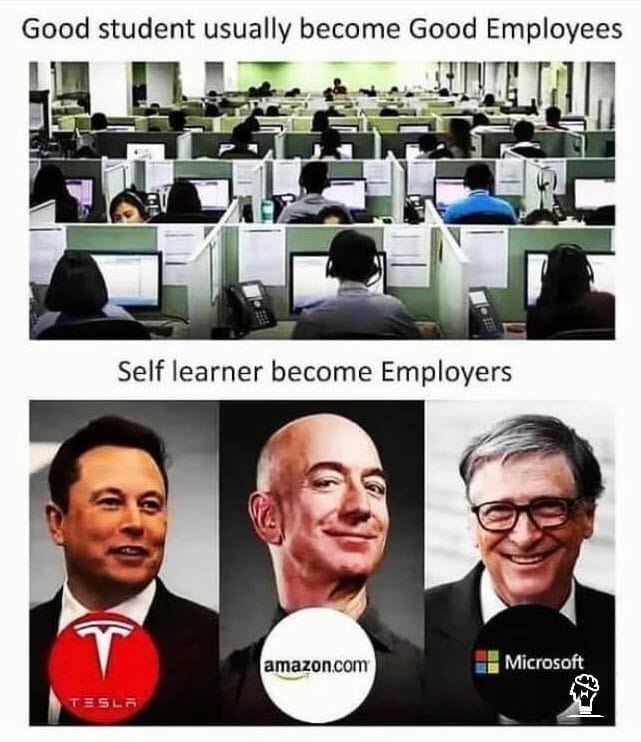 Good student usually become Good Employees
Self learner become Employers
TESLA
amazon.com
Microsoft